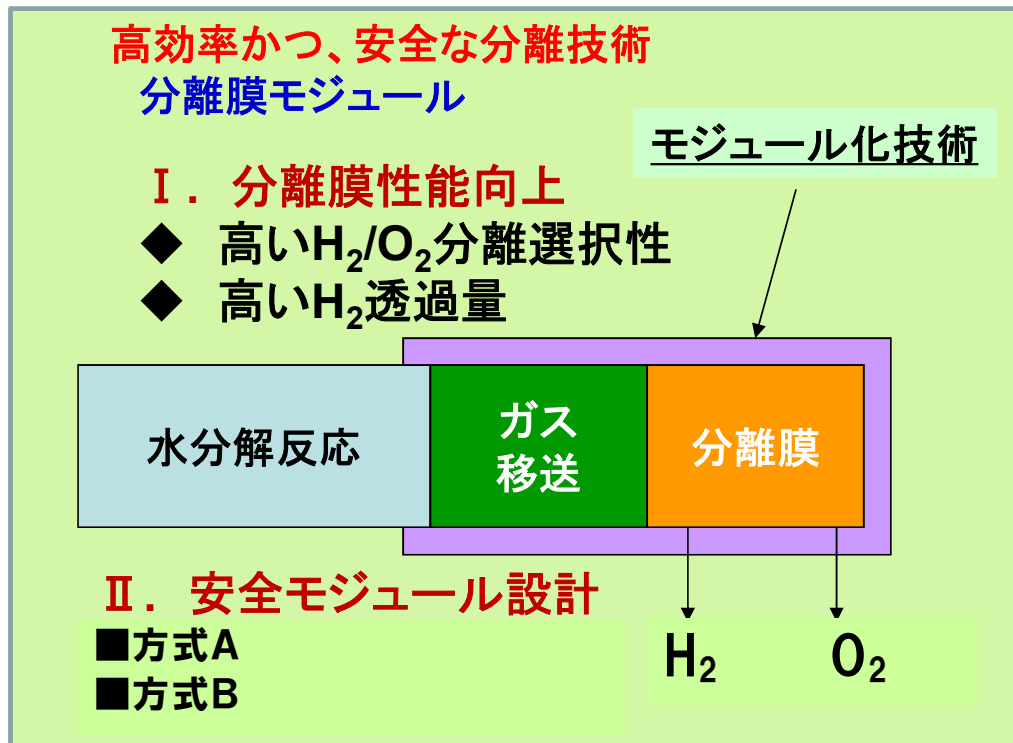 高効率かつ、安全な分離技術
分離膜モジュール
モジュール化技術
Ⅰ．分離膜性能向上
◆ 高いH₂/O₂分離選択性
◆ 高いH₂透過量
水分解反応
ガス
移送
分離膜
Ⅱ．安全モジュール設計
■方式A
■方式B
H₂
O₂